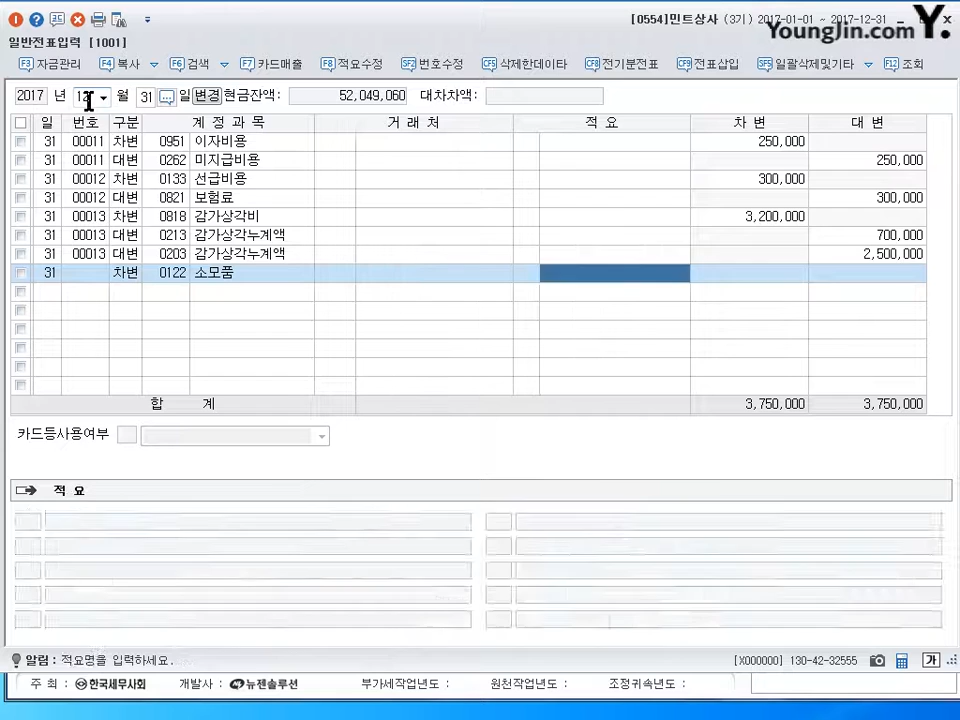 [0554]민트상사 (3기) 2017-01-01 ~ 2017-12-31
YoungJin.com Y.
일반전표입력 [1001]
F3 자금관리 F4 복사 F6 검색 F7 카드매출 F8 적요수정 SF2 번호수정 CF5 삭제한데이타 CF8 전기분전표 CF9 전표삽입 SF5 일괄삭제및기타 F12 조회
2017 년 12 월 31 일 변경 현금잔액: 52,049,060 대차차액:
일 번호 구분 계 정 과 목 거 래 처 적 요 차 변 대 변
31 00011 차변 0951 이자비용 250,000
31 00011 대변 0262 미지급비용 250,000
31 00012 차변 0133 선급비용 300,000
31 00012 대변 0821 보험료 300,000
31 00013 차변 0818 감가상각비 3,200,000
31 00013 대변 0213 감가상각누계액 700,000
31 00013 대변 0203 감가상각누계액 2,500,000
31 차변 0122 소모품
합 계 3,750,000 3,750,000
카드등사용여부
적 요
알림: 적요명을 입력하세요. [X000000] 130-42-32555 가
주 최 : 한국세무사회 개발사 : 뉴젠솔루션 부가세작업년도 : 원천작업년도 : 조정귀속년도 :